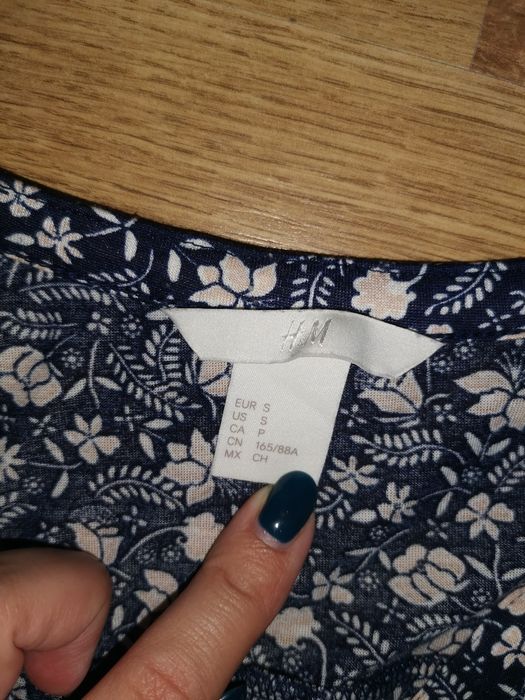 H&M
EUR S
US S
CA P
CN 165/88A
MX CH